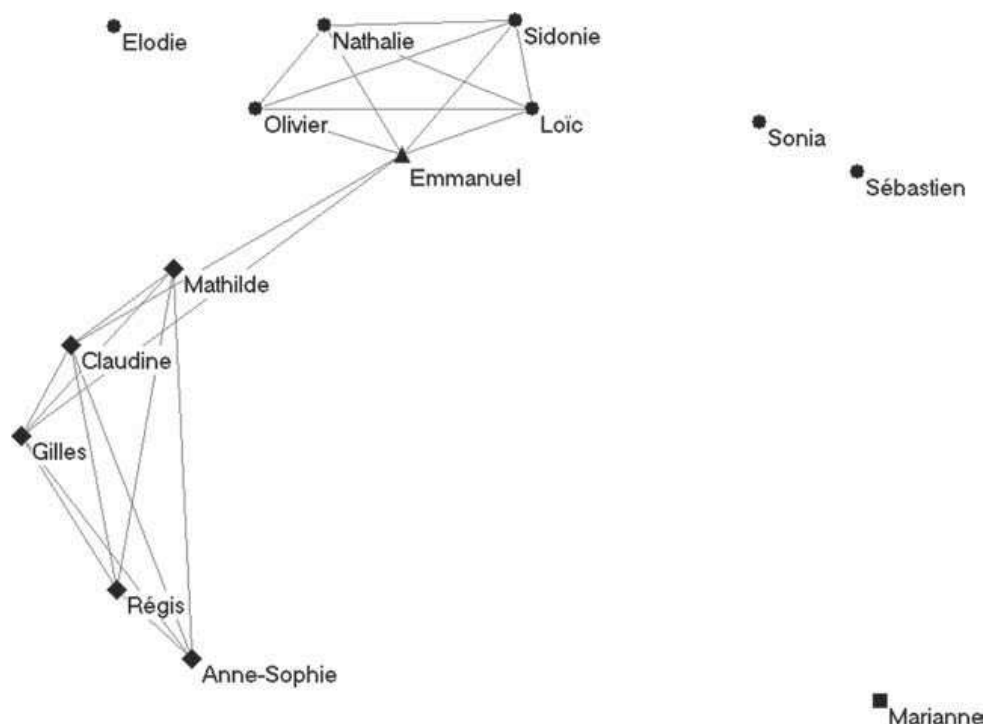 Elodie
Nathalie
Sidonie
Olivier
Loïc
Sonia
Emmanuel
Sébastien
Mathilde
Claudine
Gilles
Régis
Anne-Sophie
Marianne